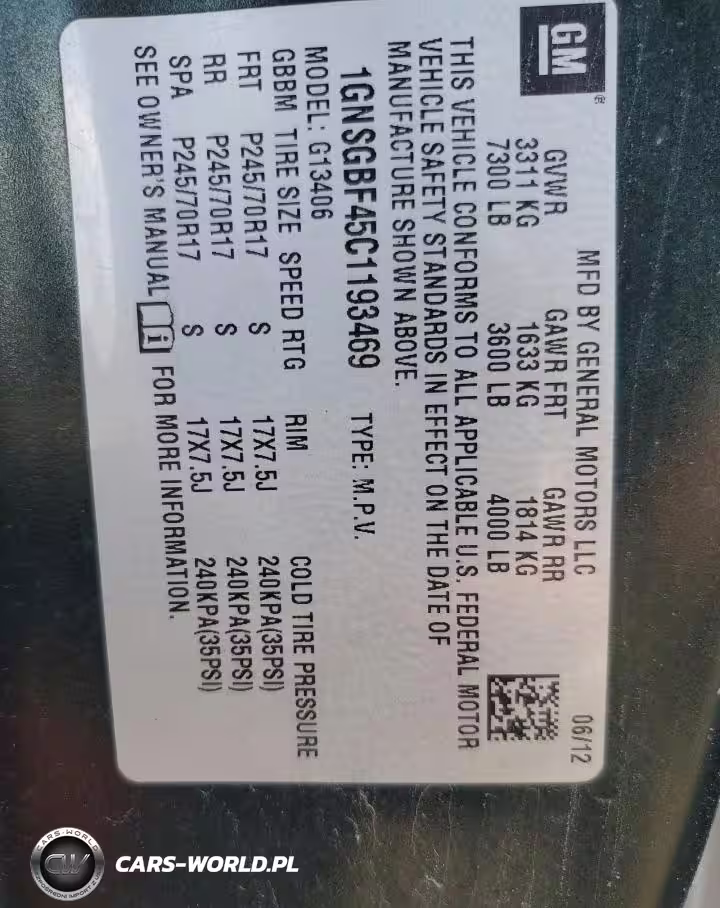 GM
MFD BY GENERAL MOTORS LLC 06/12
GVWR GAWR FRT GAWR RR
3311 KG 1633 KG 1814 KG
7300 LB 3600 LB 4000 LB
THIS VEHICLE CONFORMS TO ALL APPLICABLE U.S. FEDERAL MOTOR
VEHICLE SAFETY STANDARDS IN EFFECT ON THE DATE OF
MANUFACTURE SHOWN ABOVE.
1GNSGBF45C1193469 TYPE: M.P.V.
MODEL: G13406
GBBM TIRE SIZE SPEED RTG RIM COLD TIRE PRESSURE
FRT P245/70R17 S 17X7.5J 240KPA(35PSI)
RR P245/70R17 S 17X7.5J 240KPA(35PSI)
SPA P245/70R17 S 17X7.5J 240KPA(35PSI)
SEE OWNER'S MANUAL i FOR MORE INFORMATION.
CARS-WORLD
CW
CARS-WORLD.PL